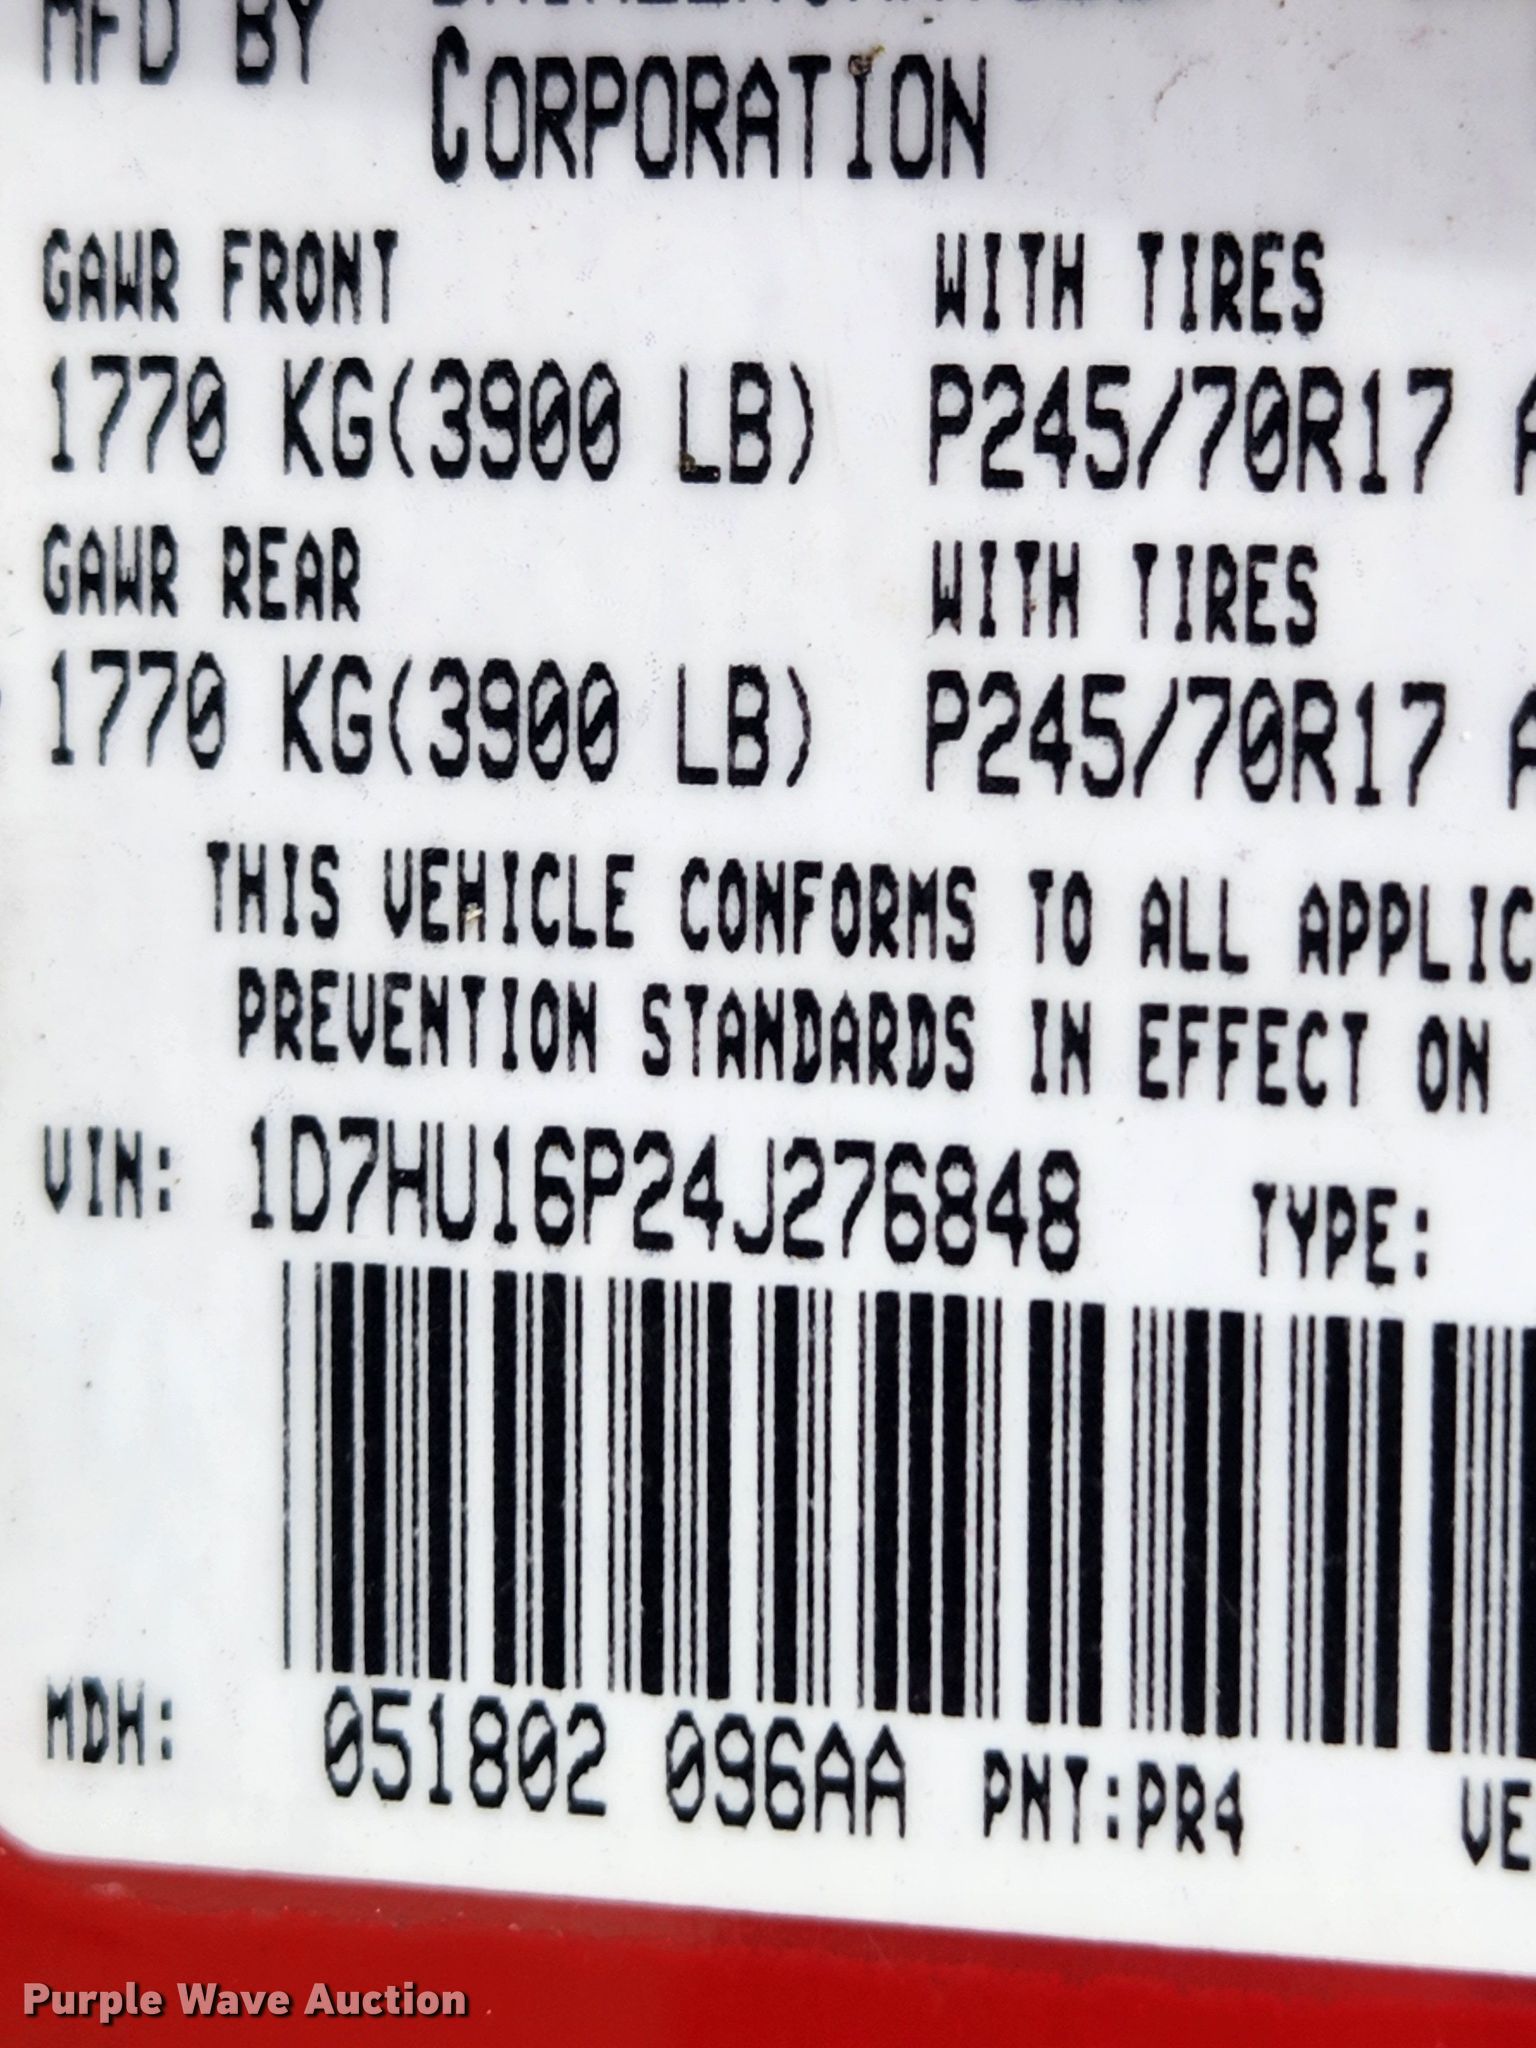 MFD BY
CORPORATION
GAWR FRONT WITH TIRES
1770 KG(3900 LB) P245/70R17
GAWR REAR WITH TIRES
1770 KG(3900 LB) P245/70R17
THIS VEHICLE CONFORMS TO ALL APPLIC
PREVENTION STANDARDS IN EFFECT ON
VIN: 1D7HU16P24J276848 TYPE:
MDH: 051802 096AA PNT:PR4 VE
Purple Wave Auction